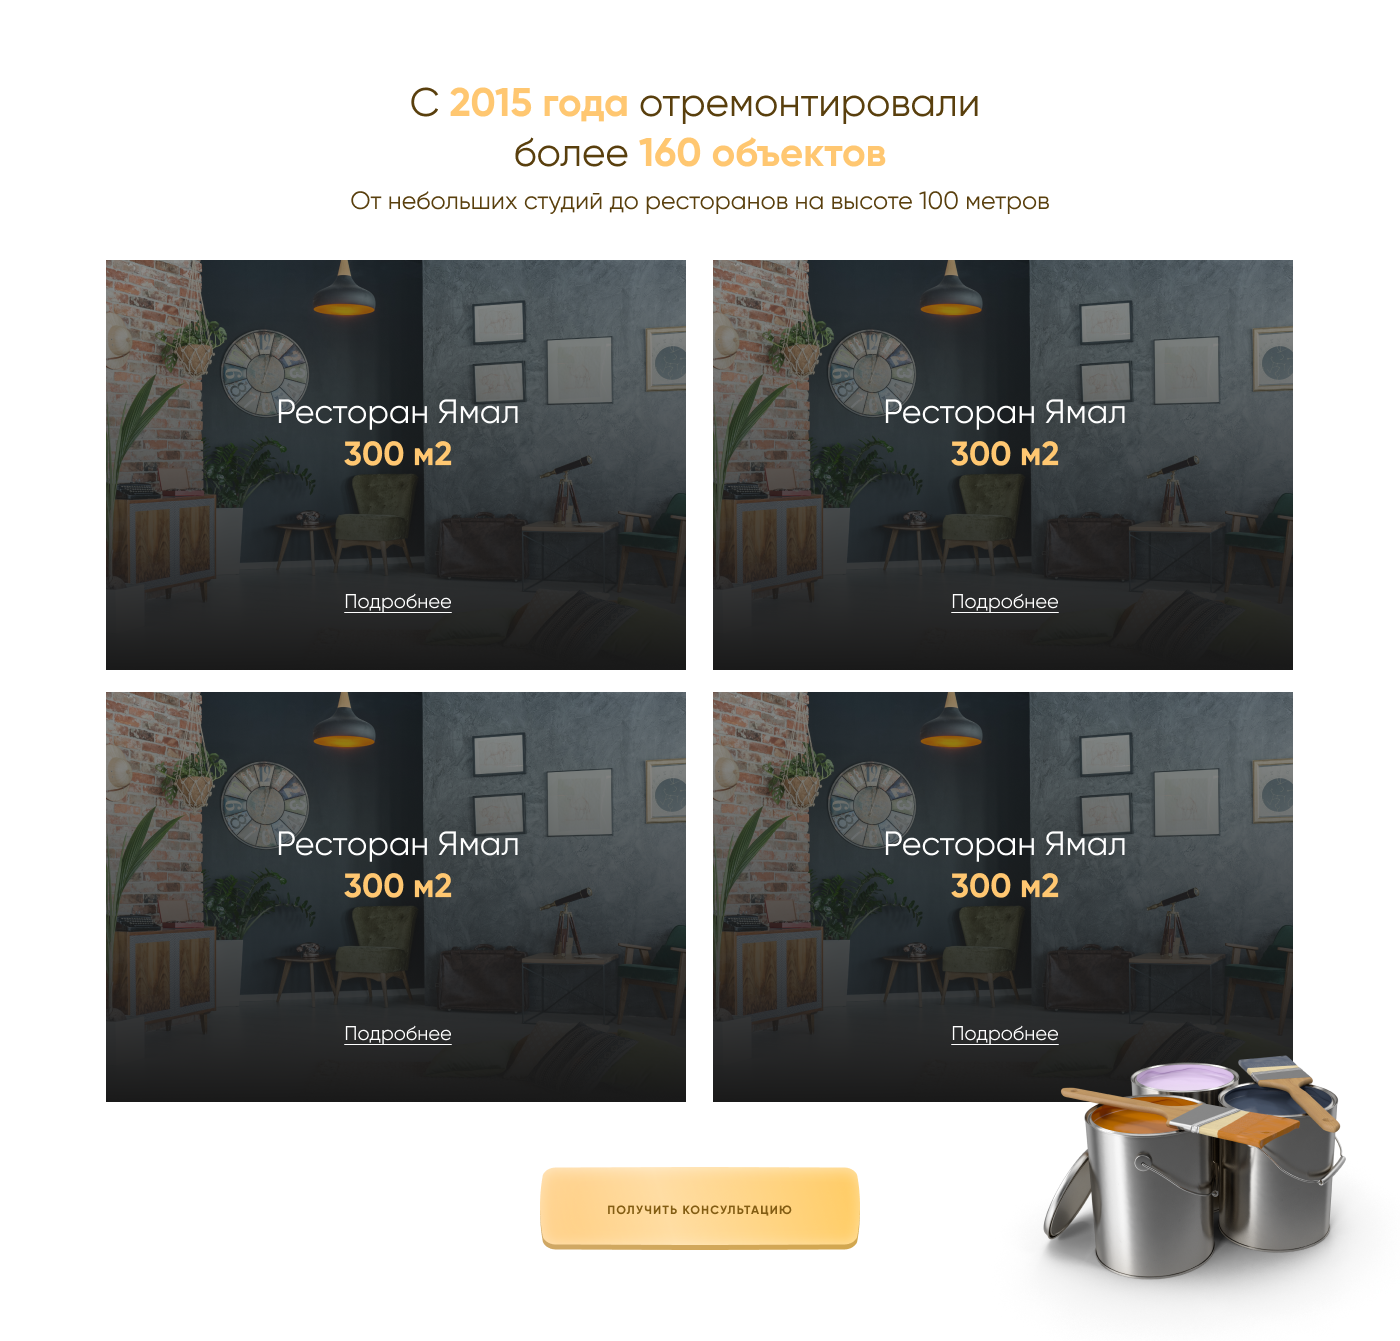 С 2015 года отремонтировали
более 160 объектов
От небольших студий до ресторанов на высоте 100 метров
Ресторан Ямал
300 м2
Подробнее
Ресторан Ямал
300 м2
Подробнее
Ресторан Ямал
300 м2
Подробнее
Ресторан Ямал
300 м2
Подробнее
ПОЛУЧИТЬ КОНСУЛЬТАЦИЮ